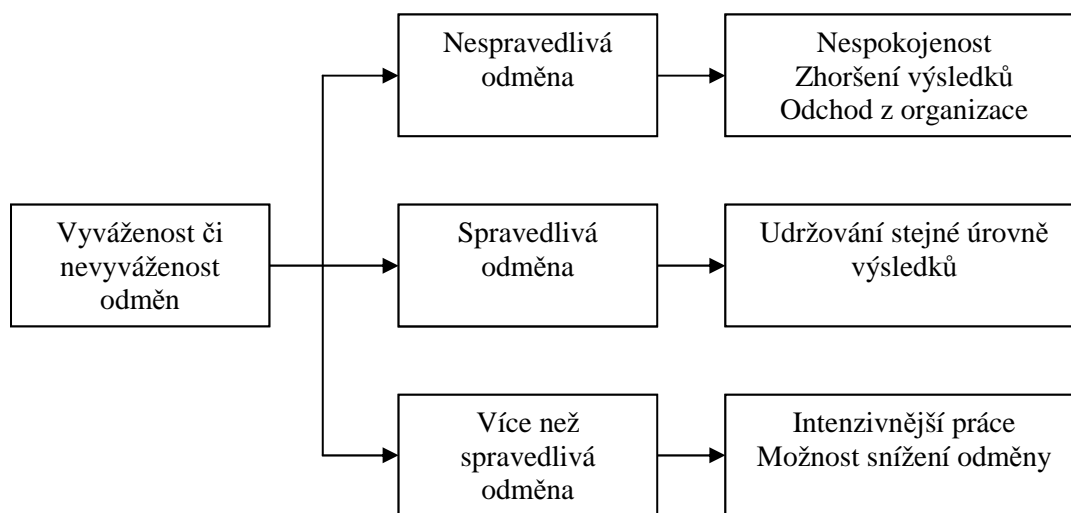 Nespravedlivá
odměna
Nespokojenost
Zhoršení výsledků
Odchod z organizace
Vyváženost či
nevyváženost
odměn
Spravedlivá
odměna
Udržování stejné úrovně
výsledků
Více než
spravedlivá
odměna
Intenzivnější práce
Možnost snížení odměny